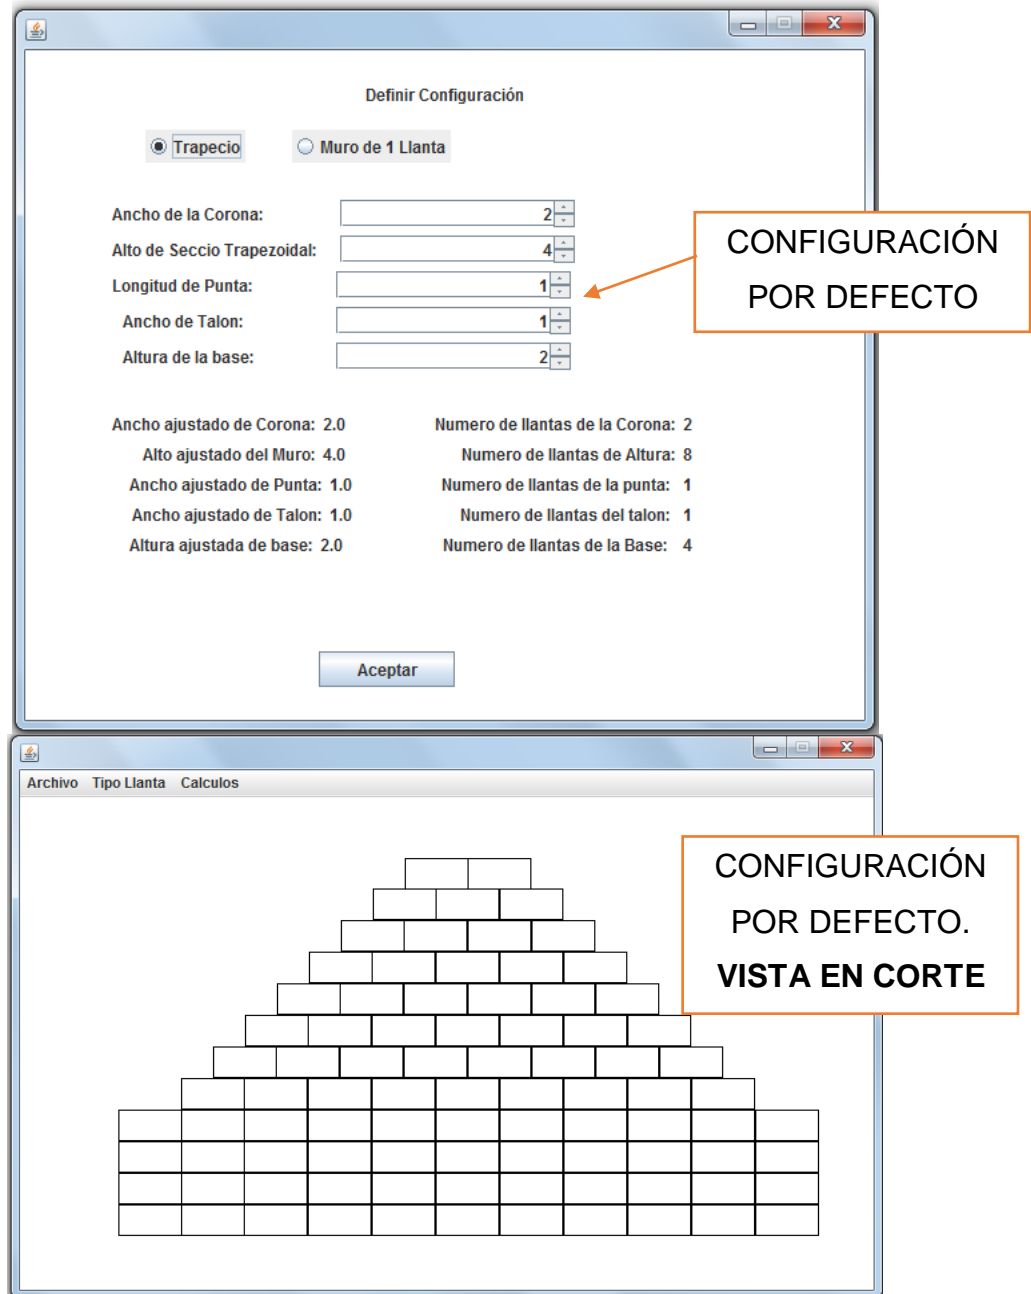 Definir Configuración
Trapecio Muro de 1 Llanta
Ancho de la Corona: 2
Alto de Seccio Trapezoidal: 4
Longitud de Punta: 1
Ancho de Talon: 1
Altura de la base: 2
CONFIGURACIÓN
POR DEFECTO
Ancho ajustado de Corona: 2.0 Numero de llantas de la Corona: 2
Alto ajustado del Muro: 4.0 Numero de llantas de Altura: 8
Ancho ajustado de Punta: 1.0 Numero de llantas de la punta: 1
Ancho ajustado de Talon: 1.0 Numero de llantas del talon: 1
Altura ajustada de base: 2.0 Numero de llantas de la Base: 4
Aceptar
Archivo Tipo Llanta Calculos
CONFIGURACIÓN
POR DEFECTO.
VISTA EN CORTE